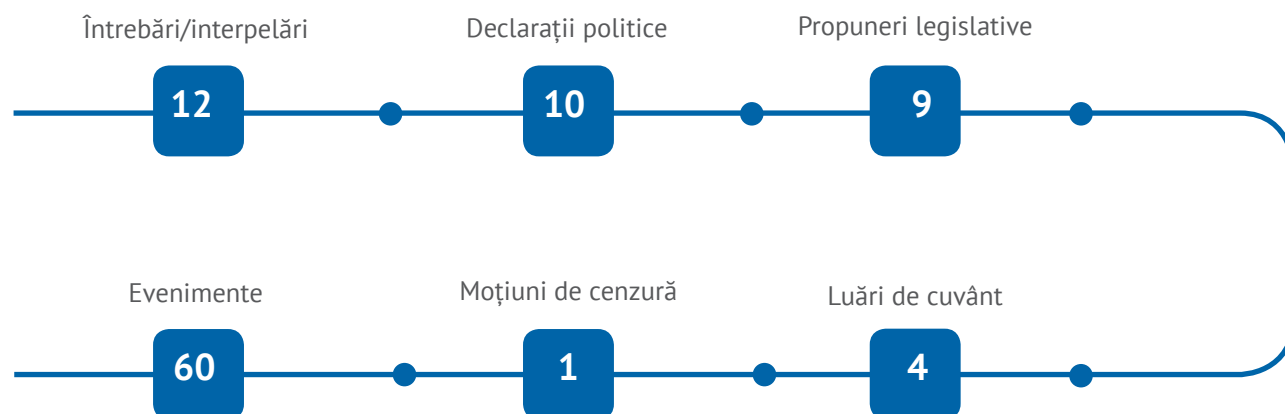 Întrebări/interpelări
12
Declarații politice
10
Propuneri legislative
9
Evenimente
60
Moțiuni de cenzură
1
Luări de cuvânt
4